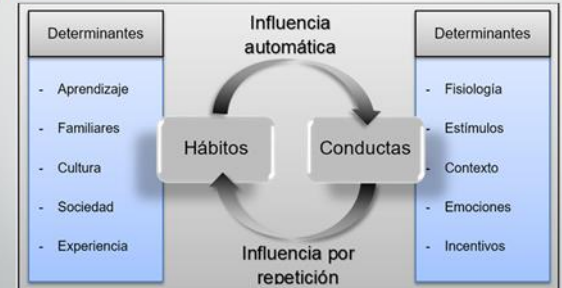 Determinantes
- Aprendizaje
- Familiares
- Cultura
- Sociedad
- Experiencia
Influencia
automática
Hábitos
Conductas
Influencia por
repetición
Determinantes
- Fisiología
- Estímulos
- Contexto
- Emociones
- Incentivos